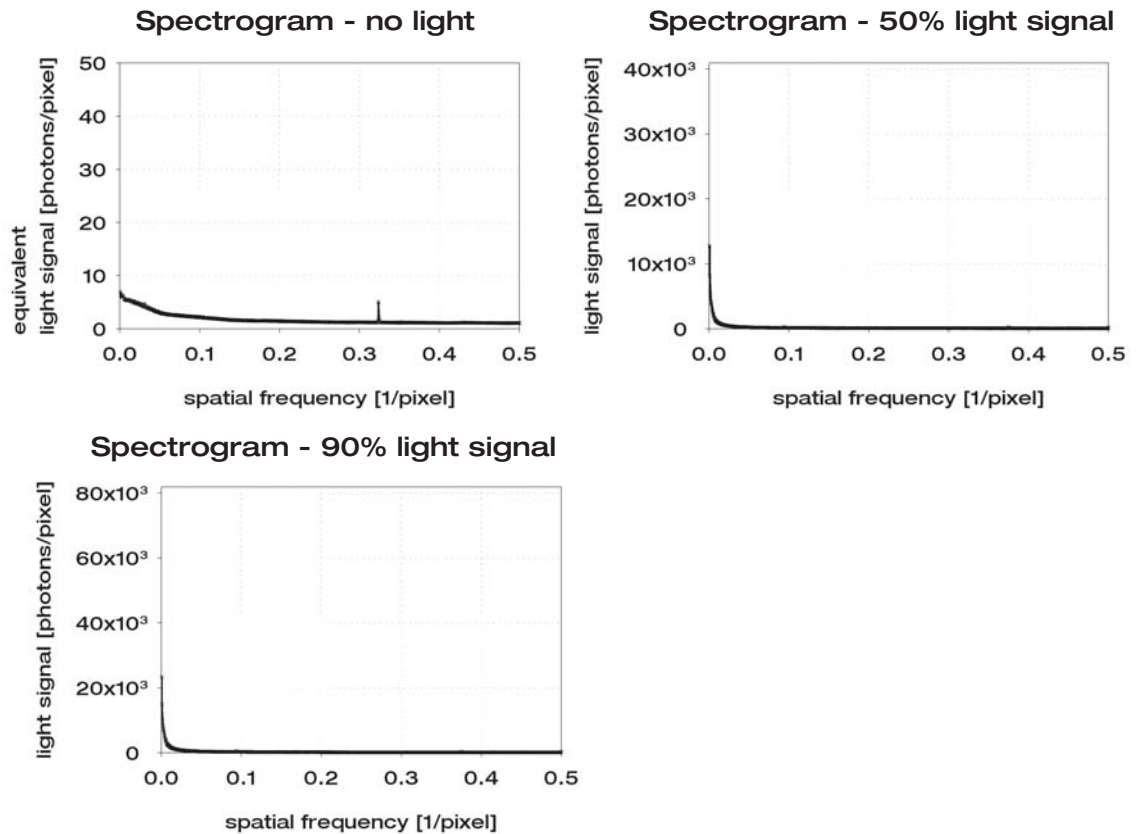 Spectrogram - no light
50
40
30
20
10
0
equivalent
light signal [photons/pixel]
0.0 0.1 0.2 0.3 0.4 0.5
spatial frequency [1/pixel]
Spectrogram - 50% light signal
40x10³
30x10³
20x10³
10x10³
0
light signal [photons/pixel]
0.0 0.1 0.2 0.3 0.4 0.5
spatial frequency [1/pixel]
Spectrogram - 90% light signal
80x10³
60x10³
40x10³
20x10³
0
light signal [photons/pixel]
0.0 0.1 0.2 0.3 0.4 0.5
spatial frequency [1/pixel]